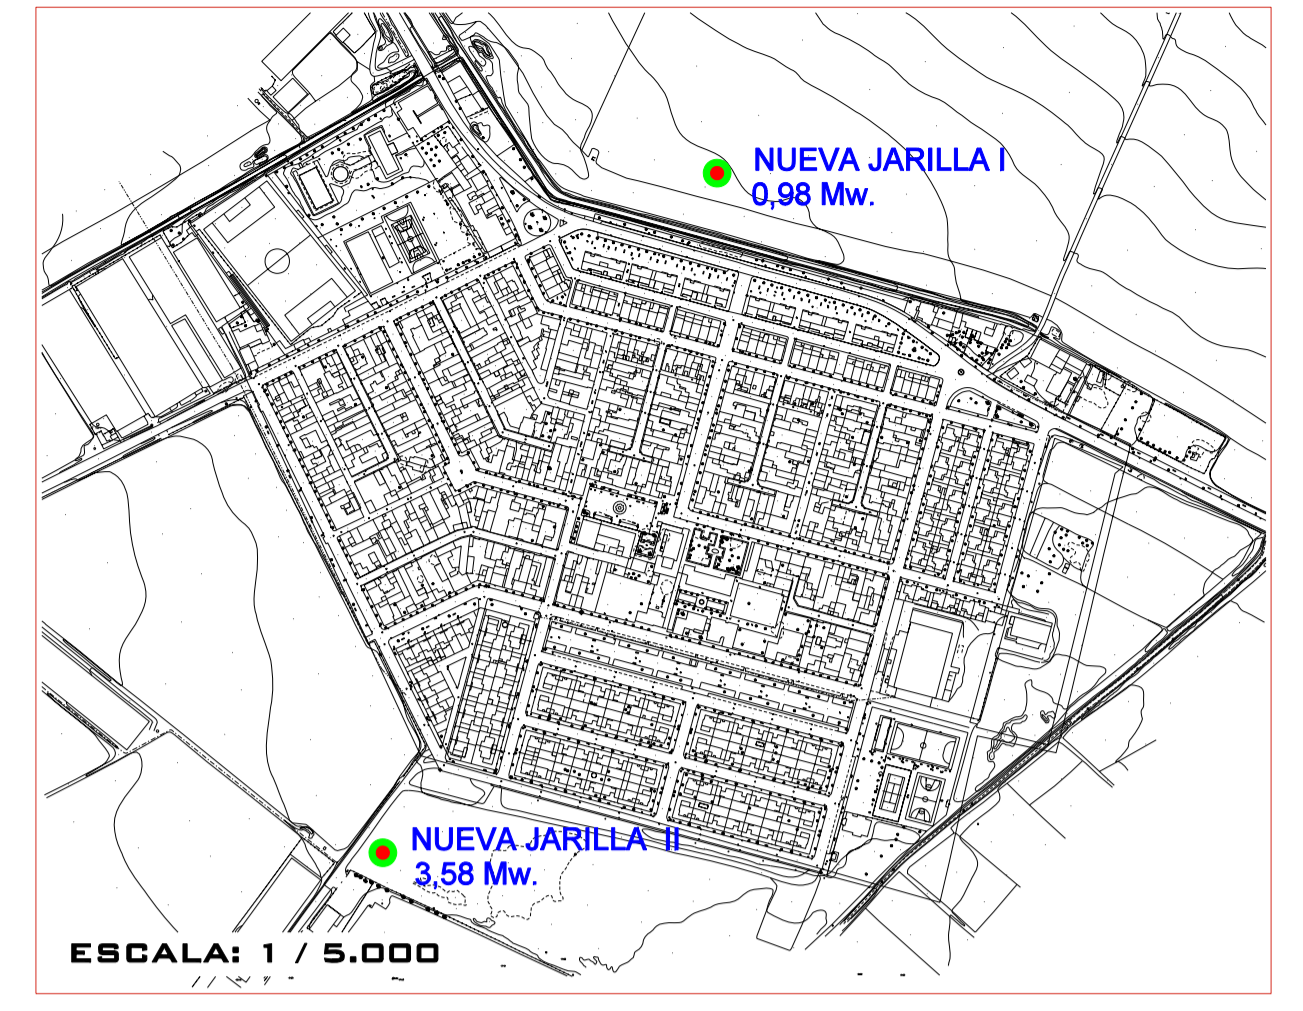 NUEVA JARILLA I
0,98 Mw.
NUEVA JARILLA II
3,58 Mw.
ESCALA: 1 / 5.000